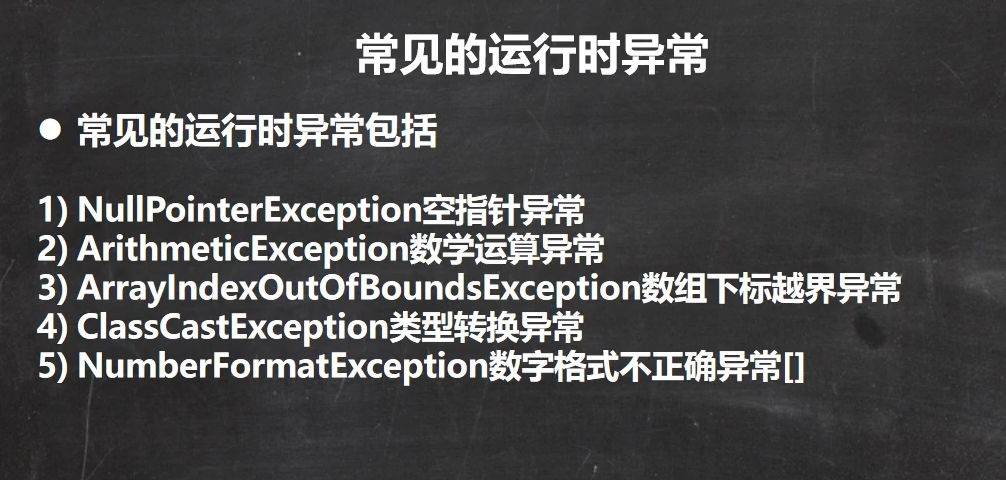 常见的运行时异常
● 常见的运行时异常包括
1) NullPointerException空指针异常
2) ArithmeticException数学运算异常
3) ArrayIndexOutOfBoundsException数组下标越界异常
4) ClassCastException类型转换异常
5) NumberFormatException数字格式不正确异常[]